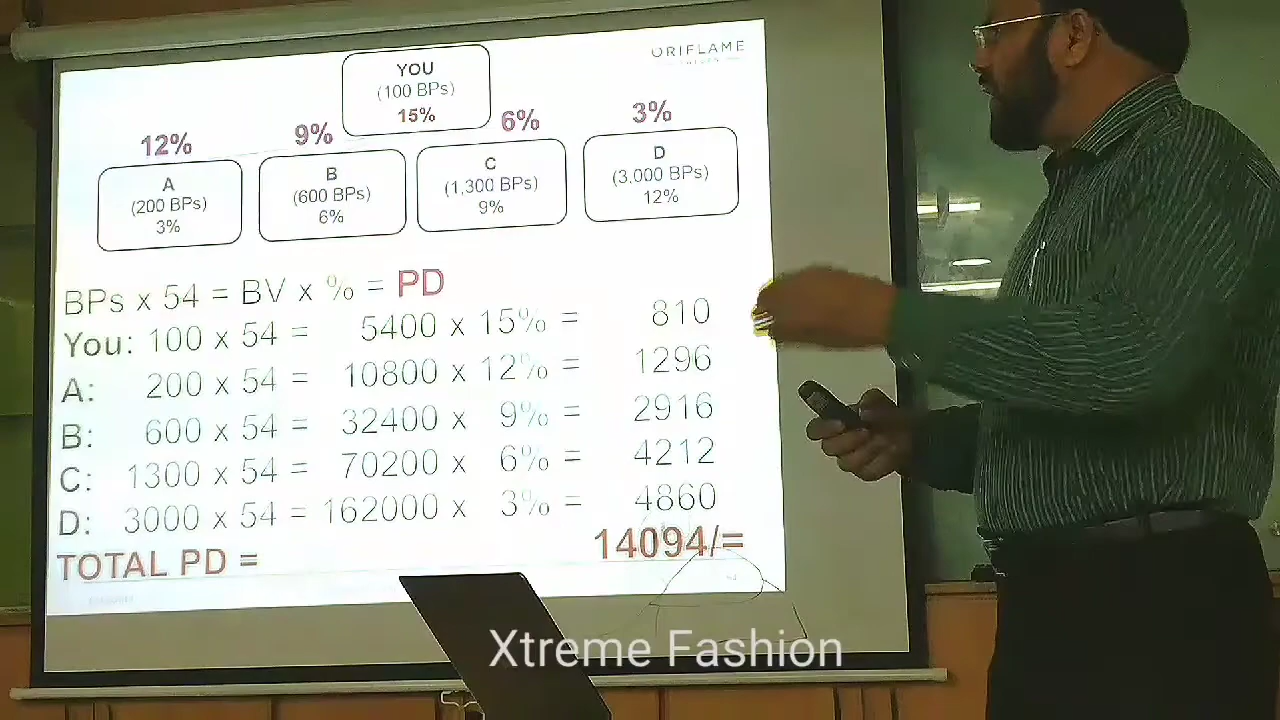 ORIFLAME
YOU
(100 BPs)
15%
12%
9%
6%
3%
A
(200 BPs)
3%
B
(600 BPs)
6%
C
(1,300 BPs)
9%
D
(3,000 BPs)
12%
BPs x 54 = BV x % = PD
You: 100 x 54 = 5400 x 15% = 810
A: 200 x 54 = 10800 x 12% = 1296
B: 600 x 54 = 32400 x 9% = 2916
C: 1300 x 54 = 70200 x 6% = 4212
D: 3000 x 54 = 162000 x 3% = 4860
TOTAL PD = 14094/=
Xtreme Fashion